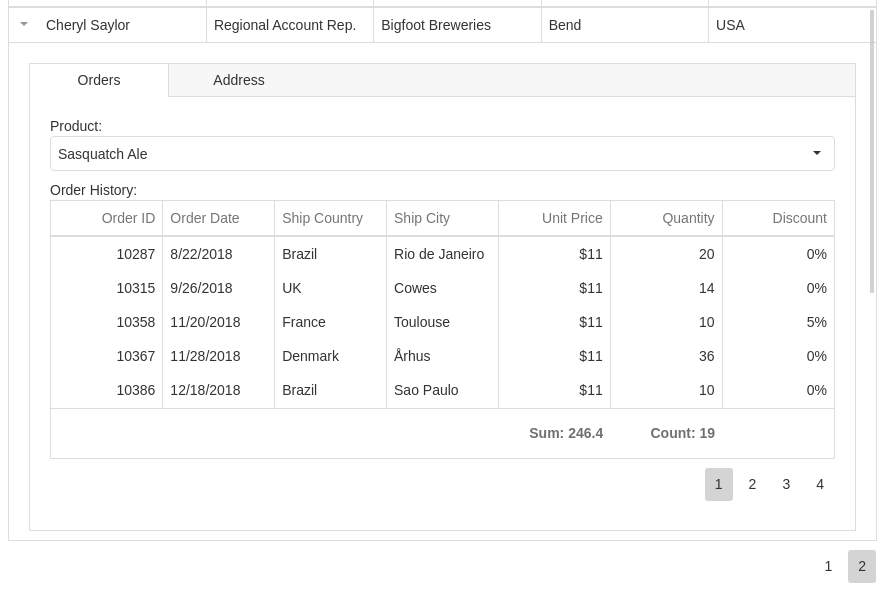 Cheryl Saylor Regional Account Rep. Bigfoot Breweries Bend USA
Orders Address
Product:
Sasquatch Ale
Order History:
Order ID Order Date Ship Country Ship City Unit Price Quantity Discount
10287 8/22/2018 Brazil Rio de Janeiro $11 20 0%
10315 9/26/2018 UK Cowes $11 14 0%
10358 11/20/2018 France Toulouse $11 10 5%
10367 11/28/2018 Denmark Århus $11 36 0%
10386 12/18/2018 Brazil Sao Paulo $11 10 0%
Sum: 246.4 Count: 19
1 2 3 4
1 2